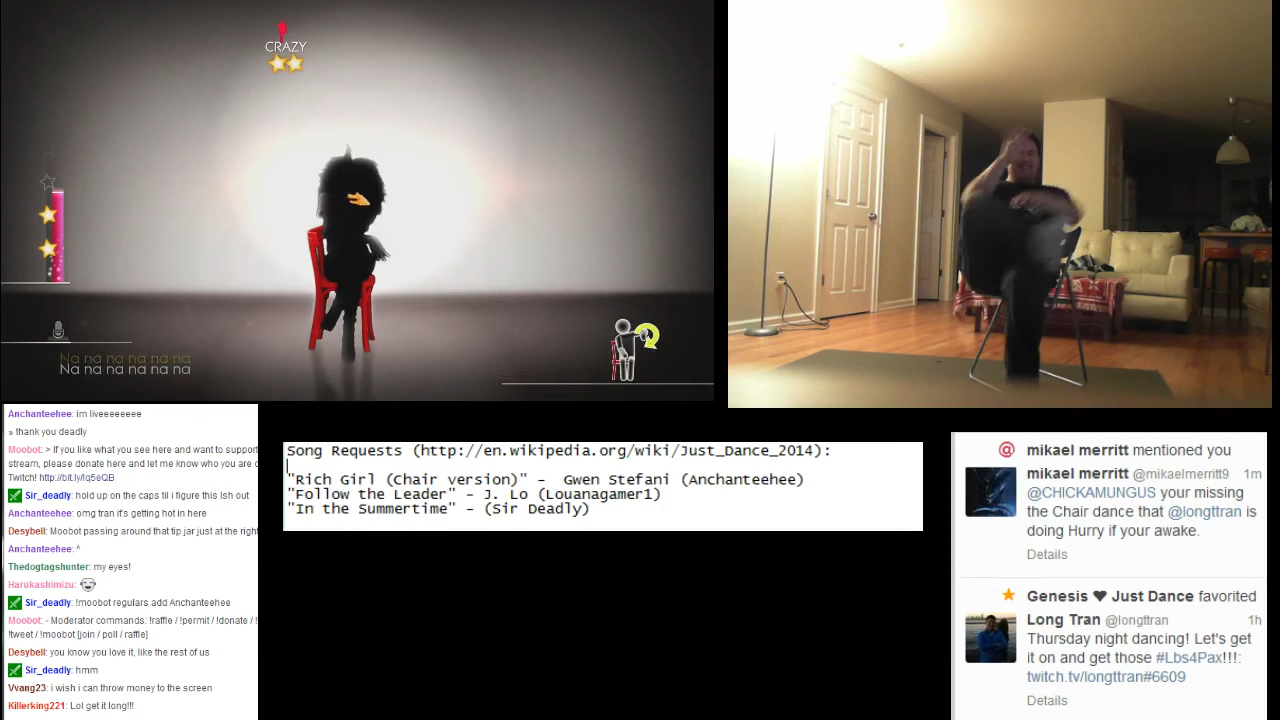 CRAZY
Na na na na na na
Na na na na na na
Anchanteehee: im liveeeeeeee
» thank you deadly
Moobot: > If you like what you see here and want to support
stream, please donate here and let me know who you are o
Twitch! http://bit.ly/Iq5eQB
Sir_deadly: hold up on the caps til i figure this lsh out
Anchanteehee: omg tran it's getting hot in here
Desybell: Moobot passing around that tip jar just at the right
Anchanteehee: ^
Thedogtagshunter: my eyes!
Harukashimizu:
Sir_deadly: !moobot regulars add Anchanteehee
Moobot: - Moderator commands: !raffle / !permit / !donate / !
!tweet / !moobot [join / poll / raffle]
Desybell: you know you love it, like the rest of us
Sir_deadly: hmm
Vvang23: i wish i can throw money to the screen
Killerking221: Lol get it long!!!
Song Requests (http://en.wikipedia.org/wiki/Just_Dance_2014):
"Rich Girl (Chair version)" - Gwen Stefani (Anchanteehee)
"Follow the Leader" - J. Lo (Louanagamer1)
"In the Summertime" - (Sir Deadly)
@ mikael merritt mentioned you
mikael merritt @mikaelmerritt9 1m
@CHICKAMUNGUS your missing
the Chair dance that @longttran is
doing Hurry if your awake.
Details
Genesis ♥ Just Dance favorited
Long Tran @longttran 1h
Thursday night dancing! Let's get
it on and get those #Lbs4Pax!!!:
twitch.tv/longttran#6609
Details